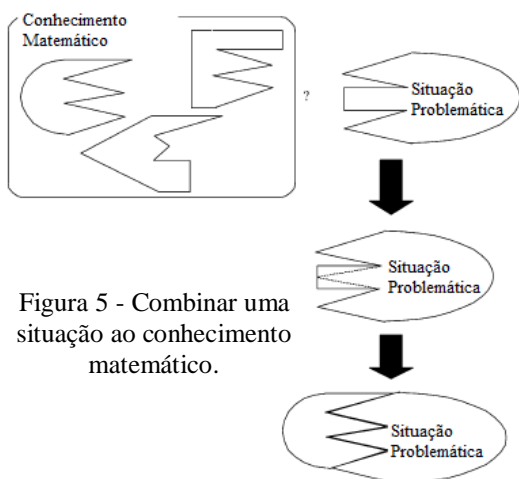 Conhecimento
Matemático
?
Situação
Problemática
Situação
Problemática
Figura 5 - Combinar uma
situação ao conhecimento
matemático.
Situação
Problemática